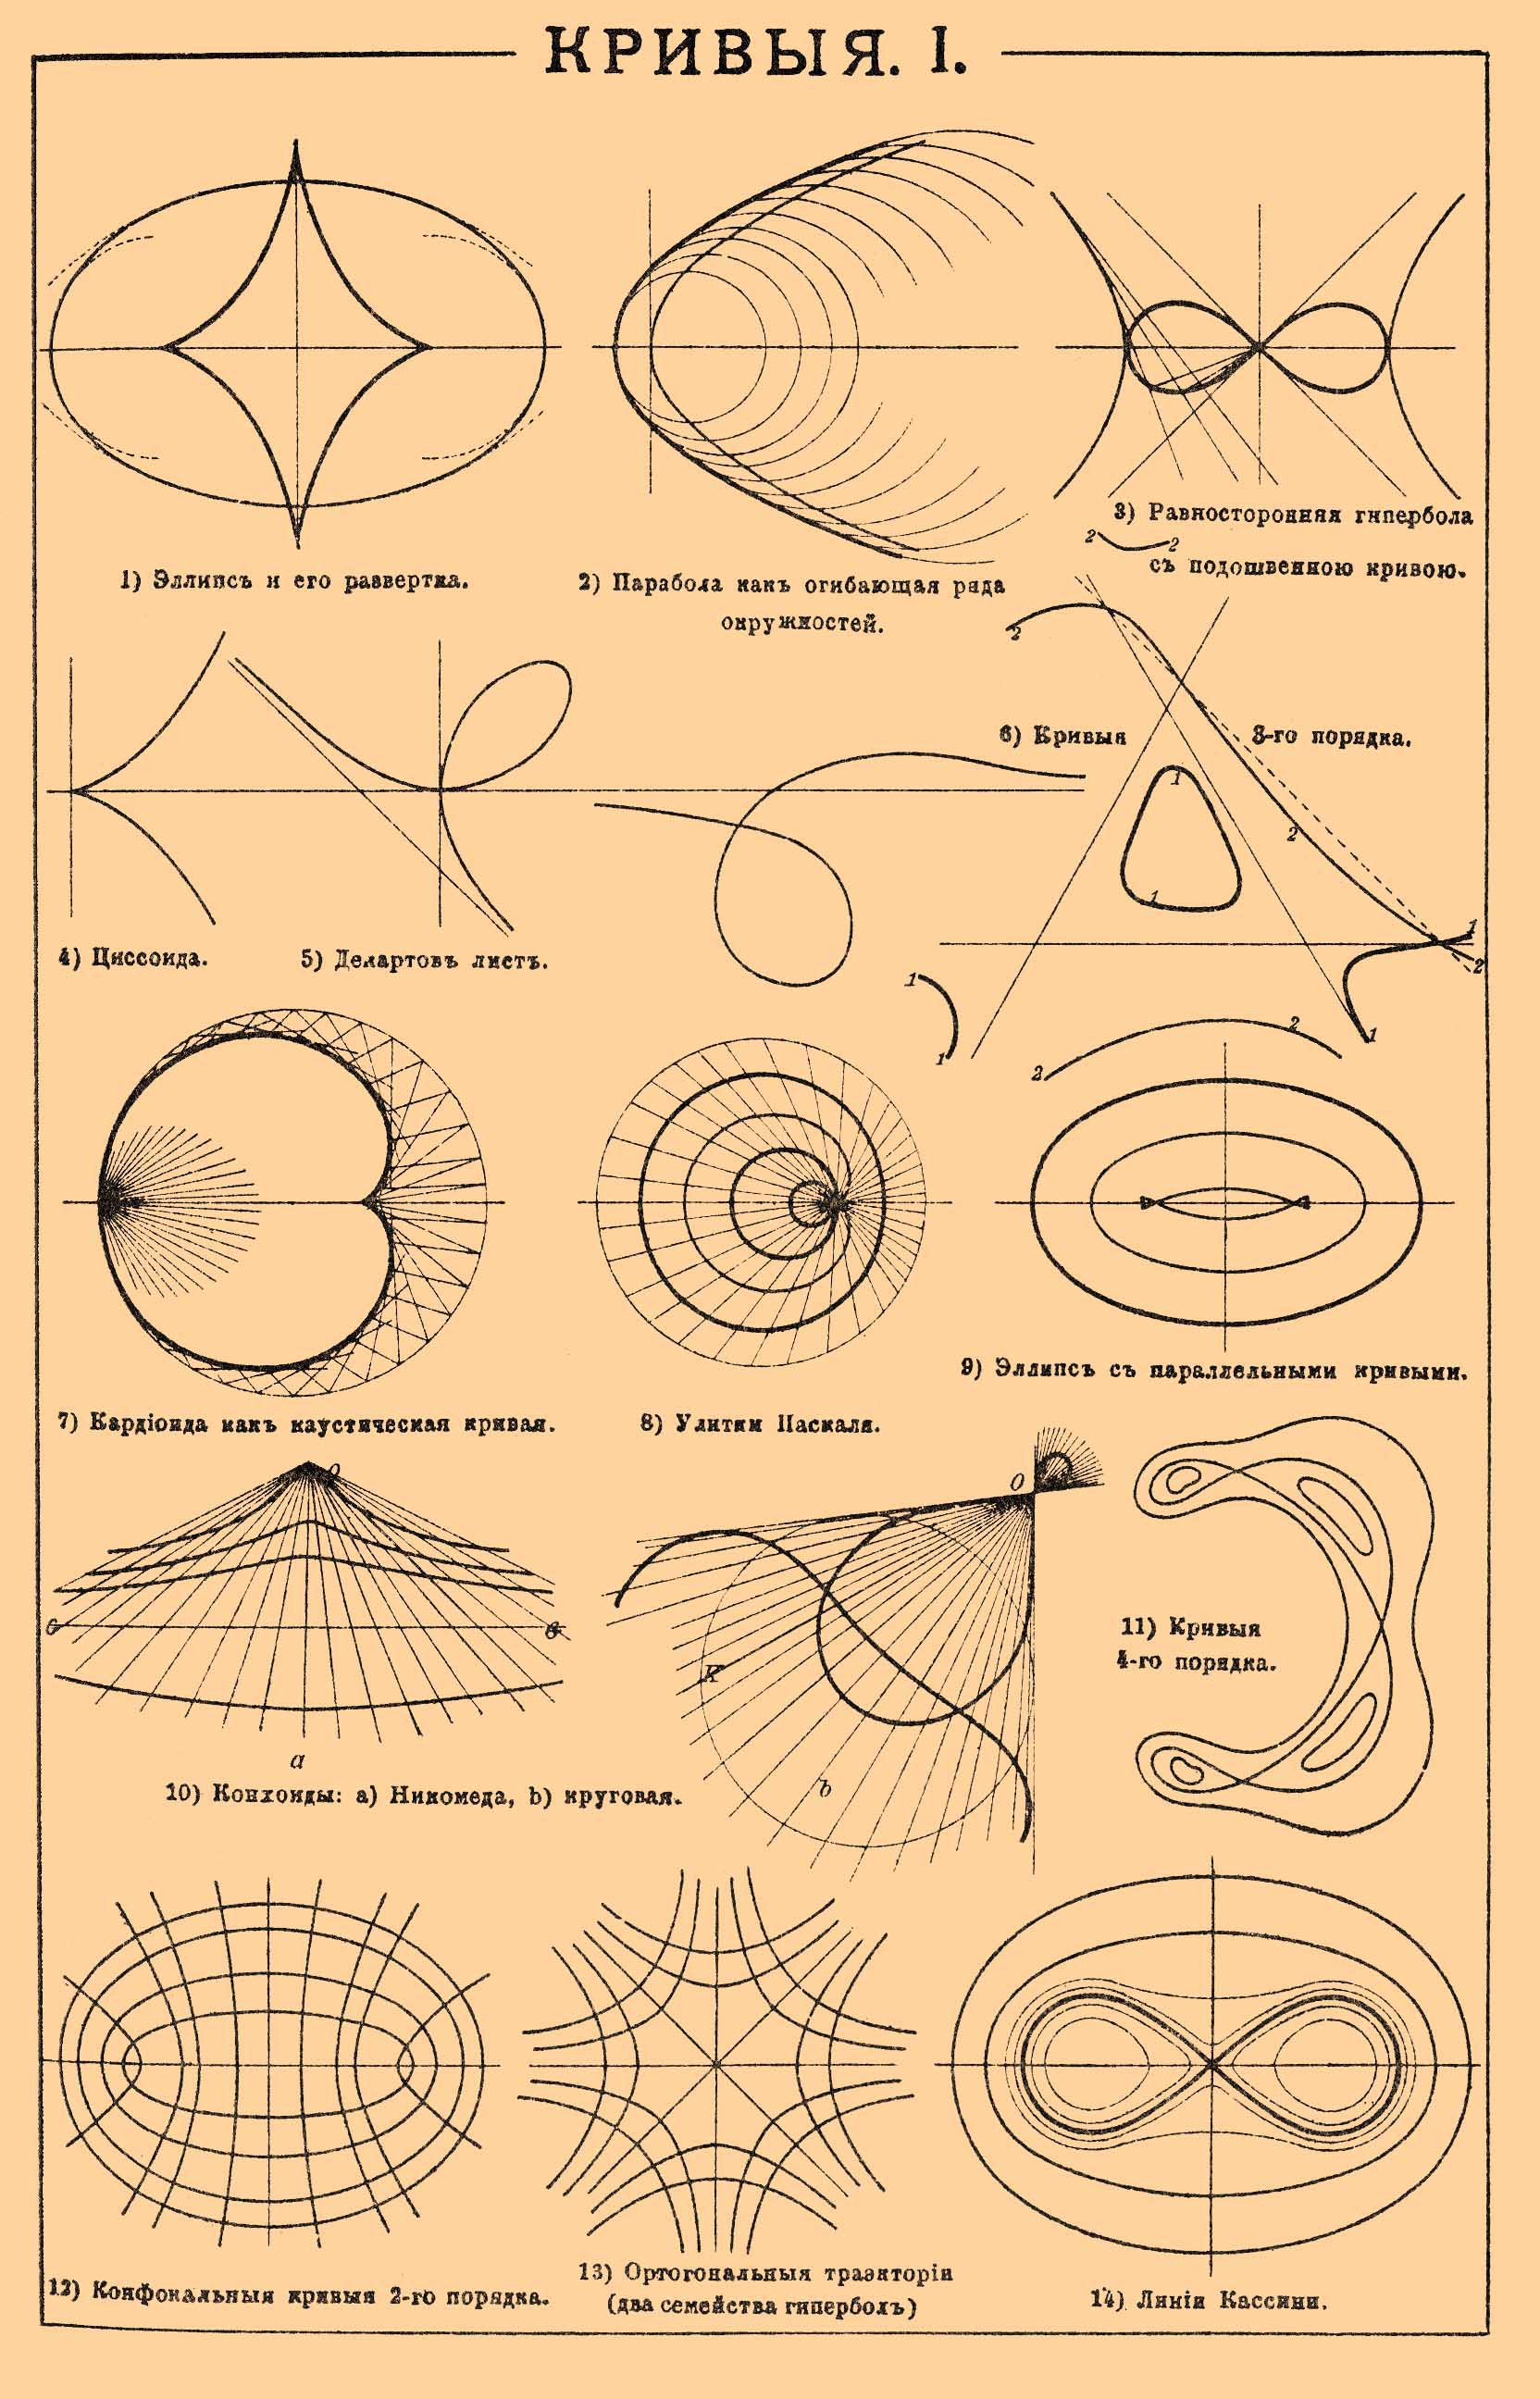 КРИВЫЯ. I.
1) Эллипсъ и его развертка.
2) Парабола какъ огибающая ряда
окружностей.
3) Равносторонняя гипербола
съ подошвенною кривою.
2
2
2
4) Циссоида.
5) Декартовъ листъ.
6) Кривыя 3-го порядка.
1
2
1
1
2
1
1
1
2
2
7) Кардіоида какъ каустическая кривая.
8) Улитки Паскаля.
9) Эллипсъ съ параллельными кривыми.
O
C
C
a
O
K
b
10) Конхоиды: a) Никомеда, b) круговая.
11) Кривыя
4-го порядка.
12) Конфокальныя кривыя 2-го порядка.
13) Ортогональныя траэкторіи
(два семейства гиперболъ)
14) Линіи Кассини.